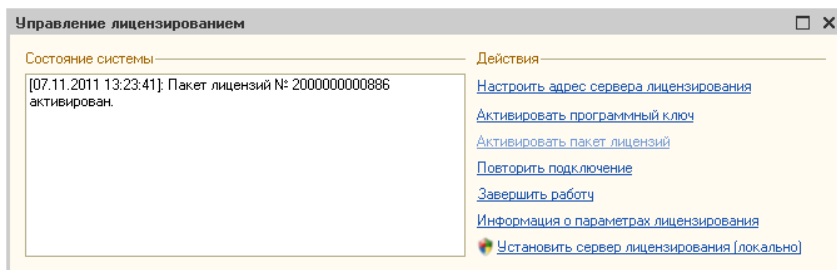 Управление лицензированием
Состояние системы
[07.11.2011 13:23:41]: Пакет лицензий № 2000000000886
активирован.
Действия
Настроить адрес сервера лицензирования
Активировать программный ключ
Активировать пакет лицензий
Повторить подключение
Завершить работу
Информация о параметрах лицензирования
Установить сервер лицензирования (локально)